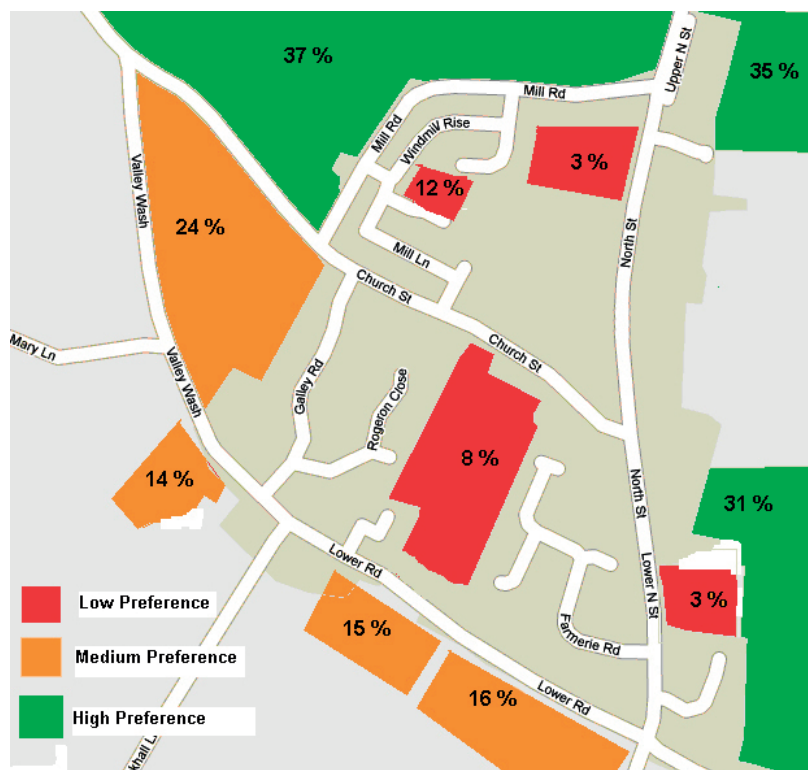 37 %
35 %
Upper N St
Mill Rd
Mill Rd
Windmill Rise
3 %
12 %
Valley Wash
24 %
North St
Mill Ln
Church St
Mary Ln
Valley Wash
Church St
Galley Rd
Rogeron Close
8 %
14 %
North St
31 %
Lower Rd
Lower N St
Low Preference
3 %
15 %
Farmerie Rd
Medium Preference
16 %
Lower Rd
High Preference